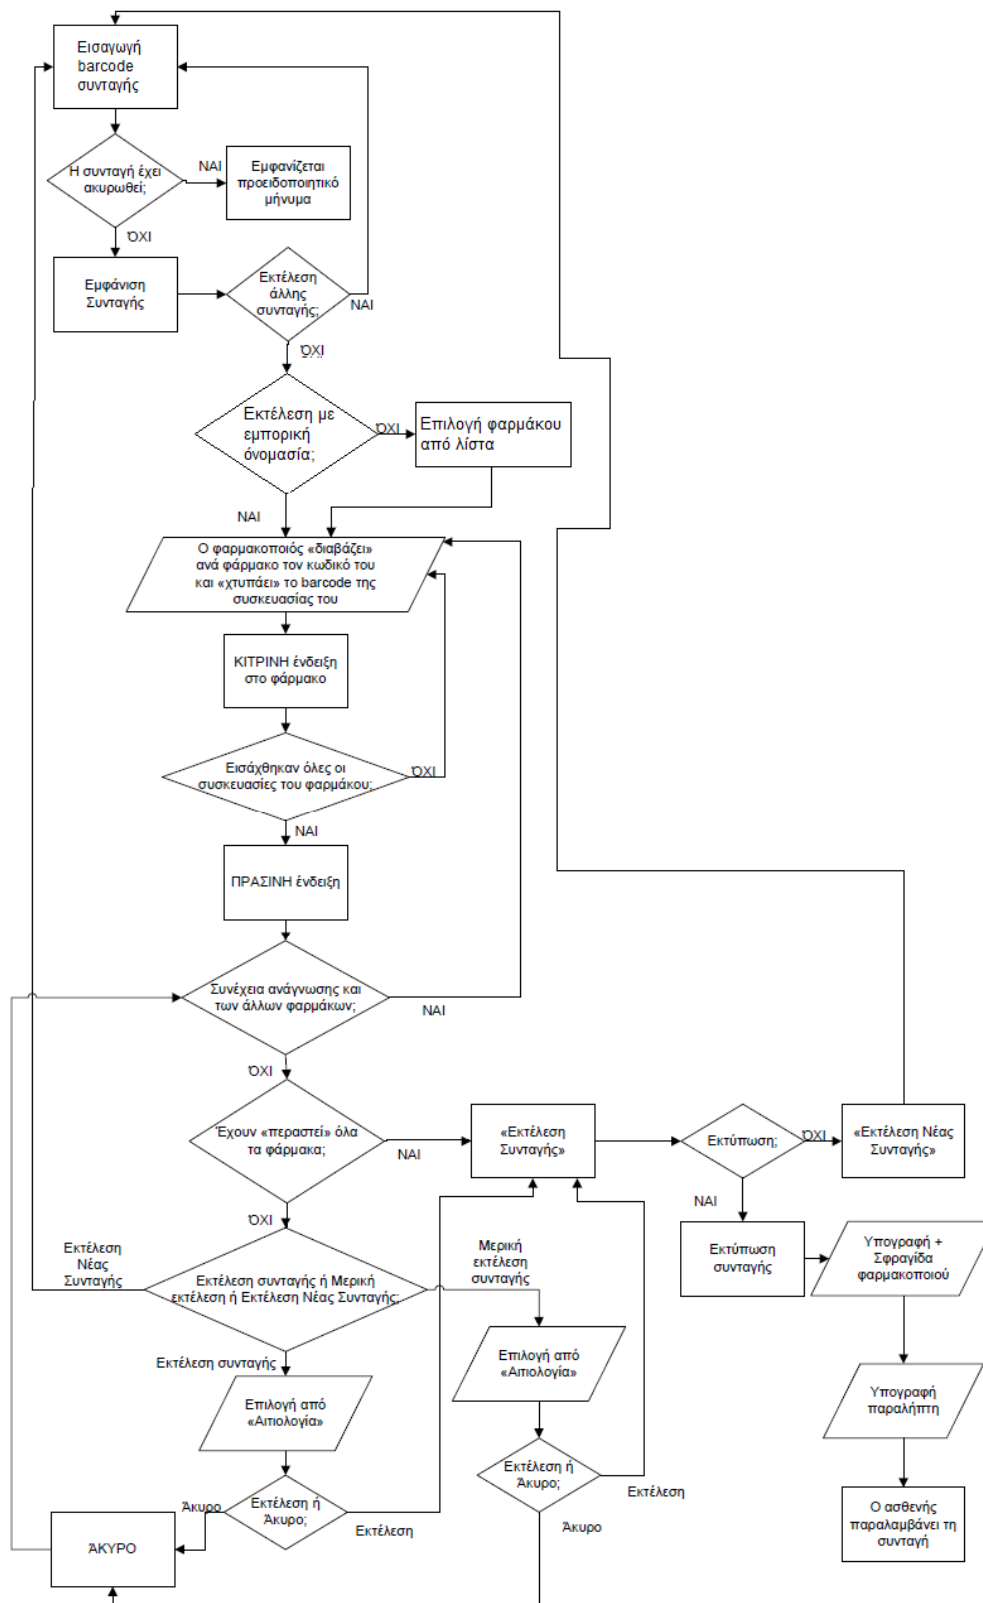 Εισαγωγή
barcode
συνταγής
Η συνταγή έχει
ακυρωθεί;
ΝΑΙ
Εμφανίζεται
προειδοποιητικό
μήνυμα
ΌΧΙ
Εμφάνιση
Συνταγής
Εκτέλεση
άλλης
συνταγής;
ΝΑΙ
ΌΧΙ
Εκτέλεση με
εμπορική
όνομασία;
ΌΧΙ
Επιλογή φαρμάκου
από λίστα
ΝΑΙ
Ο φαρμακοποιός «διαβάζει»
ανά φάρμακο τον κωδικό του
και «χτυπάει» το barcode της
συσκευασίας του
ΚΙΤΡΙΝΗ ένδειξη
στο φάρμακο
Εισάχθηκαν όλες οι
συσκευασίες του φαρμάκου;
ΌΧΙ
ΝΑΙ
ΠΡΑΣΙΝΗ ένδειξη
Συνέχεια ανάγνωσης και
των άλλων φαρμάκων;
ΝΑΙ
ΌΧΙ
Έχουν «περαστεί» όλα
τα φάρμακα;
ΝΑΙ
«Εκτέλεση
Συνταγής»
Εκτύπωση;
ΌΧΙ
«Εκτέλεση Νέας
Συνταγής»
ΝΑΙ
Εκτύπωση
συνταγής
Υπογραφή +
Σφραγίδα
φαρμακοποιού
ΌΧΙ
Εκτέλεση
Νέας
Συνταγής
Εκτέλεση συνταγής ή Μερική
εκτέλεση ή Εκτέλεση Νέας Συνταγής;
Μερική
εκτέλεση
συνταγής
Εκτέλεση συνταγής
Επιλογή από
«Αιτιολογία»
Επιλογή από
«Αιτιολογία»
Υπογραφή
παραλήπτη
Εκτέλεση ή
Άκυρο;
Εκτέλεση
Άκυρο
Εκτέλεση ή
Άκυρο;
Άκυρο
Εκτέλεση
ΆΚΥΡΟ
Ο ασθενής
παραλαμβάνει τη
συνταγή